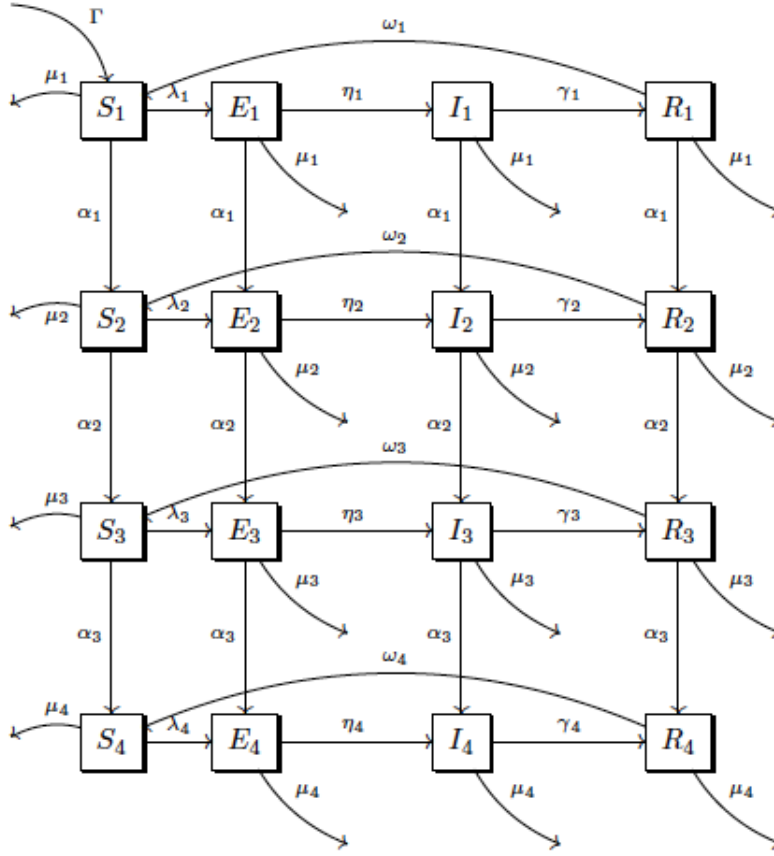 Γ
ω₁
μ₁ S₁ λ₁ E₁ η₁ I₁ γ₁ R₁
μ₁ μ₁ μ₁
α₁ α₁ α₁ α₁
ω₂
μ₂ S₂ λ₂ E₂ η₂ I₂ γ₂ R₂
μ₂ μ₂ μ₂
α₂ α₂ α₂ α₂
ω₃
μ₃ S₃ λ₃ E₃ η₃ I₃ γ₃ R₃
μ₃ μ₃ μ₃
α₃ α₃ α₃ α₃
ω₄
μ₄ S₄ λ₄ E₄ η₄ I₄ γ₄ R₄
μ₄ μ₄ μ₄